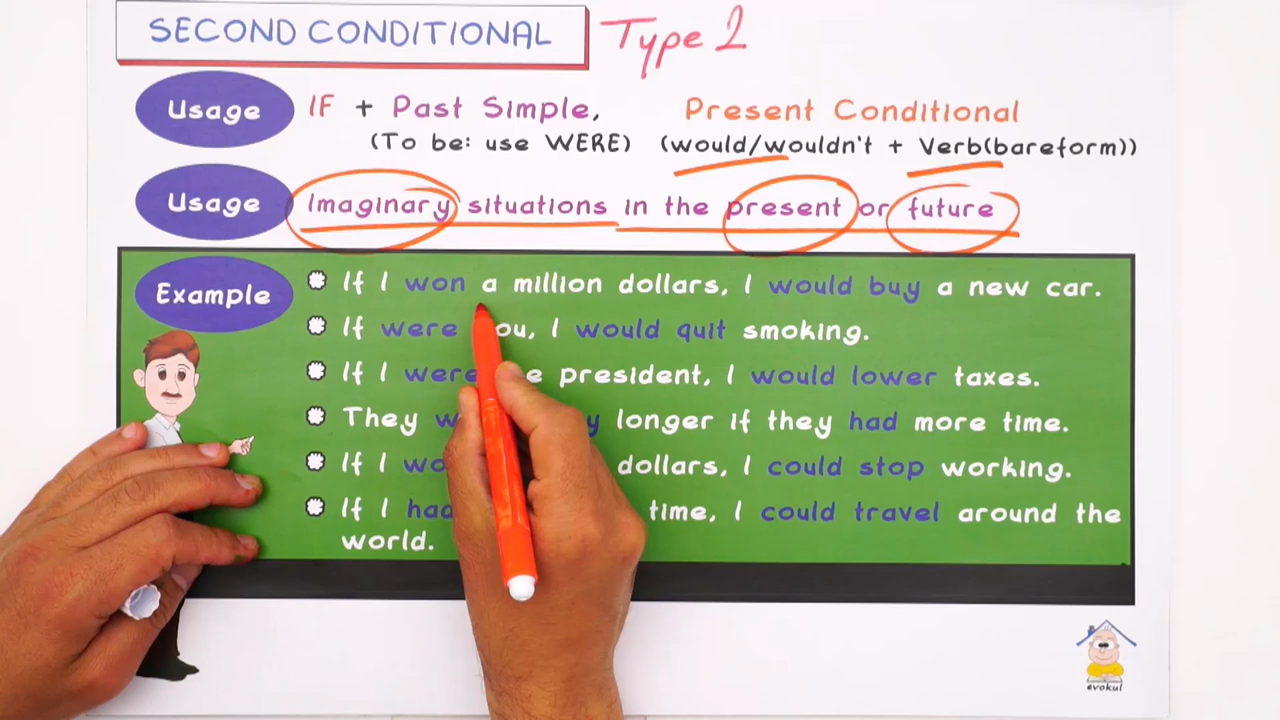 SECOND CONDITIONAL Type 2
Usage IF + Past Simple, Present Conditional
(To be: use WERE) (would/wouldn't + Verb(bareform))
Usage Imaginary situations in the present or future
Example If I won a million dollars, I would buy a new car.
If were I would quit smoking.
If I were president, I would lower taxes.
They longer if they had more time.
If I dollars, I could stop working.
If I had time, I could travel around the
world.
evokul